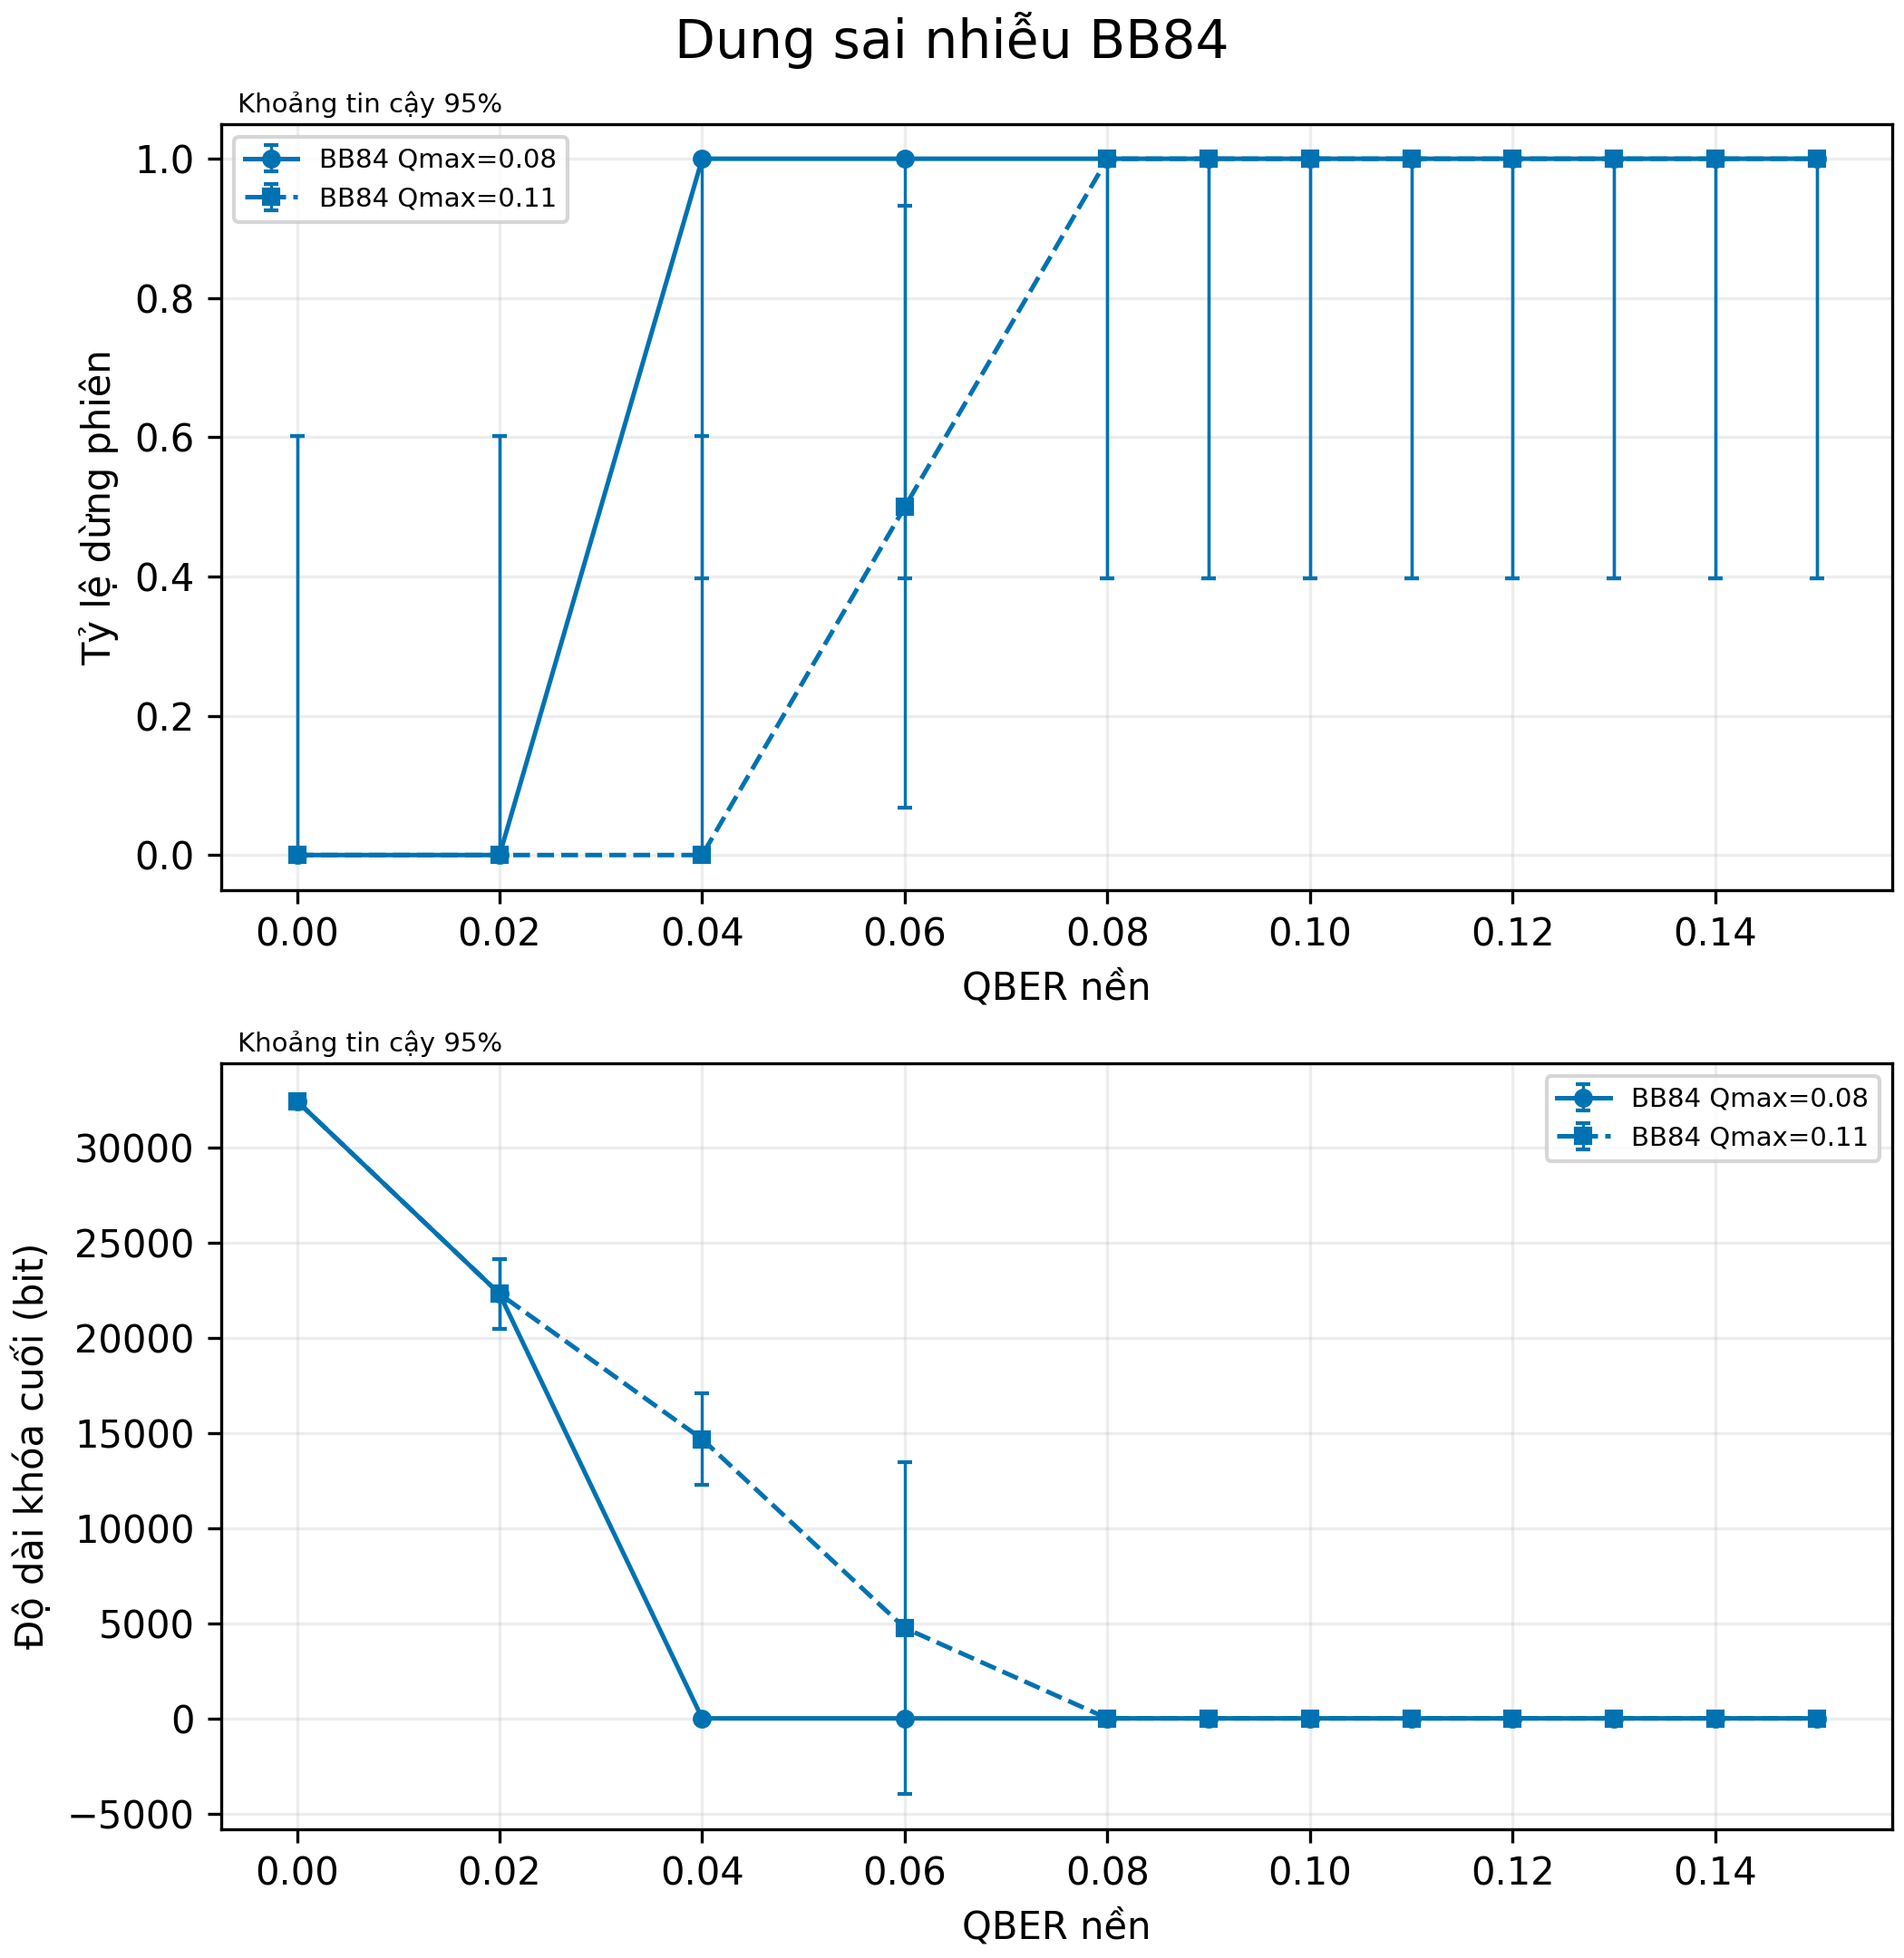 Dung sai nhiễu BB84
Khoảng tin cậy 95%
BB84 Qmax=0.08
BB84 Qmax=0.11
Tỷ lệ dừng phiên
1.0
0.8
0.6
0.4
0.2
0.0
0.00 0.02 0.04 0.06 0.08 0.10 0.12 0.14
QBER nền
Khoảng tin cậy 95%
BB84 Qmax=0.08
BB84 Qmax=0.11
Độ dài khóa cuối (bit)
30000
25000
20000
15000
10000
5000
0
−5000
0.00 0.02 0.04 0.06 0.08 0.10 0.12 0.14
QBER nền